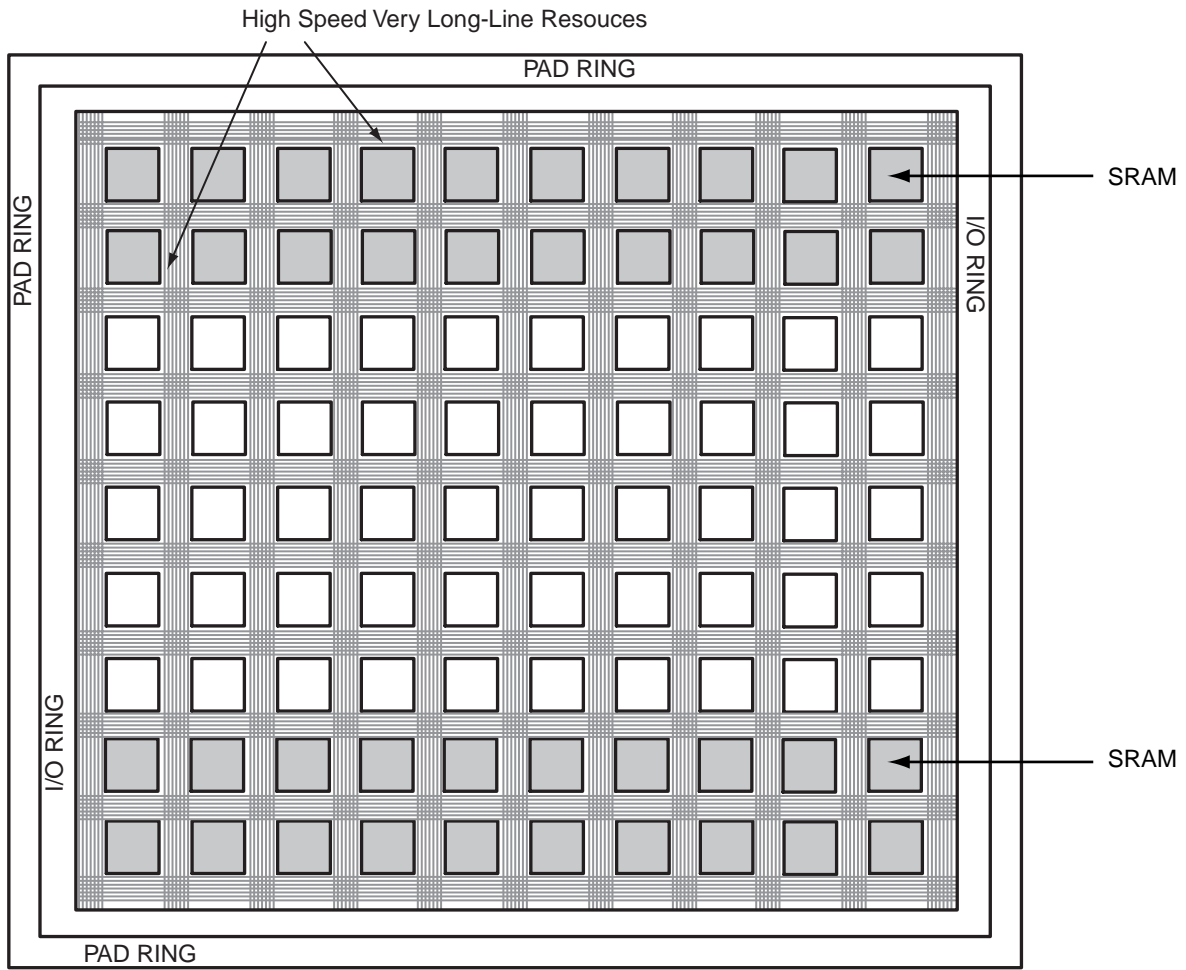 High Speed Very Long-Line Resouces
PAD RING
SRAM
PAD RING
I/O RING
I/O RING
SRAM
PAD RING